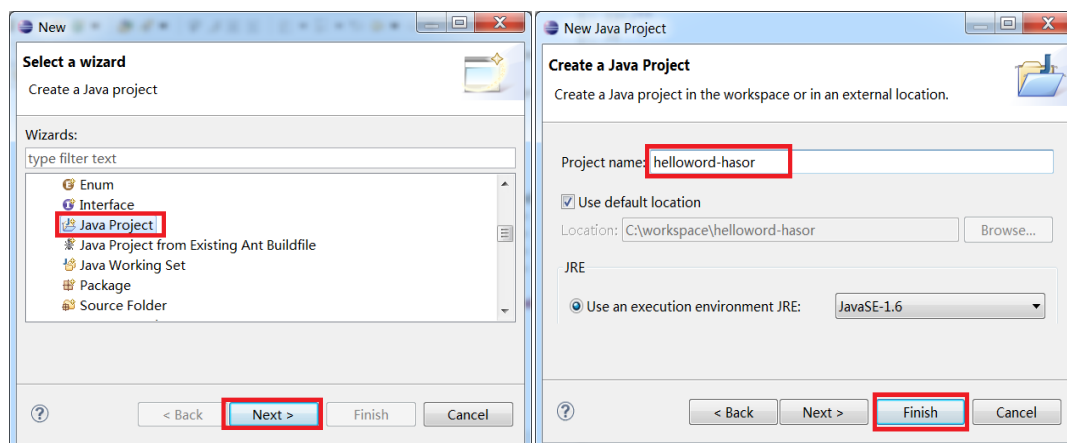 New
Select a wizard
Create a Java project
Wizards:
type filter text
Enum
Interface
Java Project
Java Project from Existing Ant Buildfile
Java Working Set
Package
Source Folder
< Back Next > Finish Cancel
New Java Project
Create a Java Project
Create a Java project in the workspace or in an external location.
Project name: helloword-hasor
Use default location
Location: C:\workspace\helloword-hasor Browse...
JRE
Use an execution environment JRE: JavaSE-1.6
< Back Next > Finish Cancel